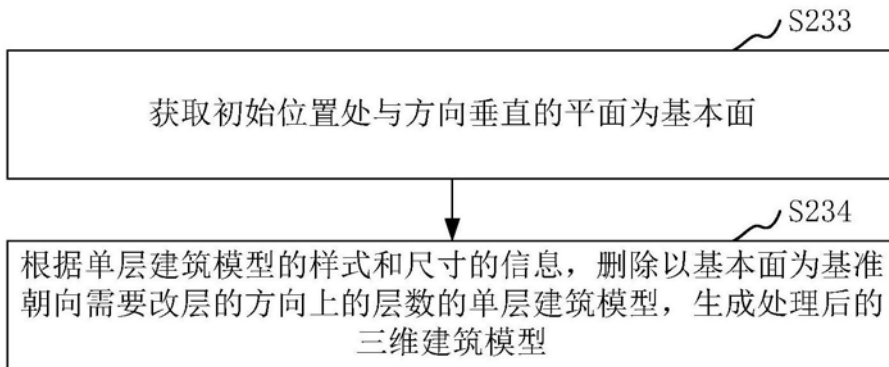 S233
获取初始位置处与方向垂直的平面为基本面
S234
根据单层建筑模型的样式和尺寸的信息，删除以基本面为基准
朝向需要改层的方向上的层数的单层建筑模型，生成处理后的
三维建筑模型